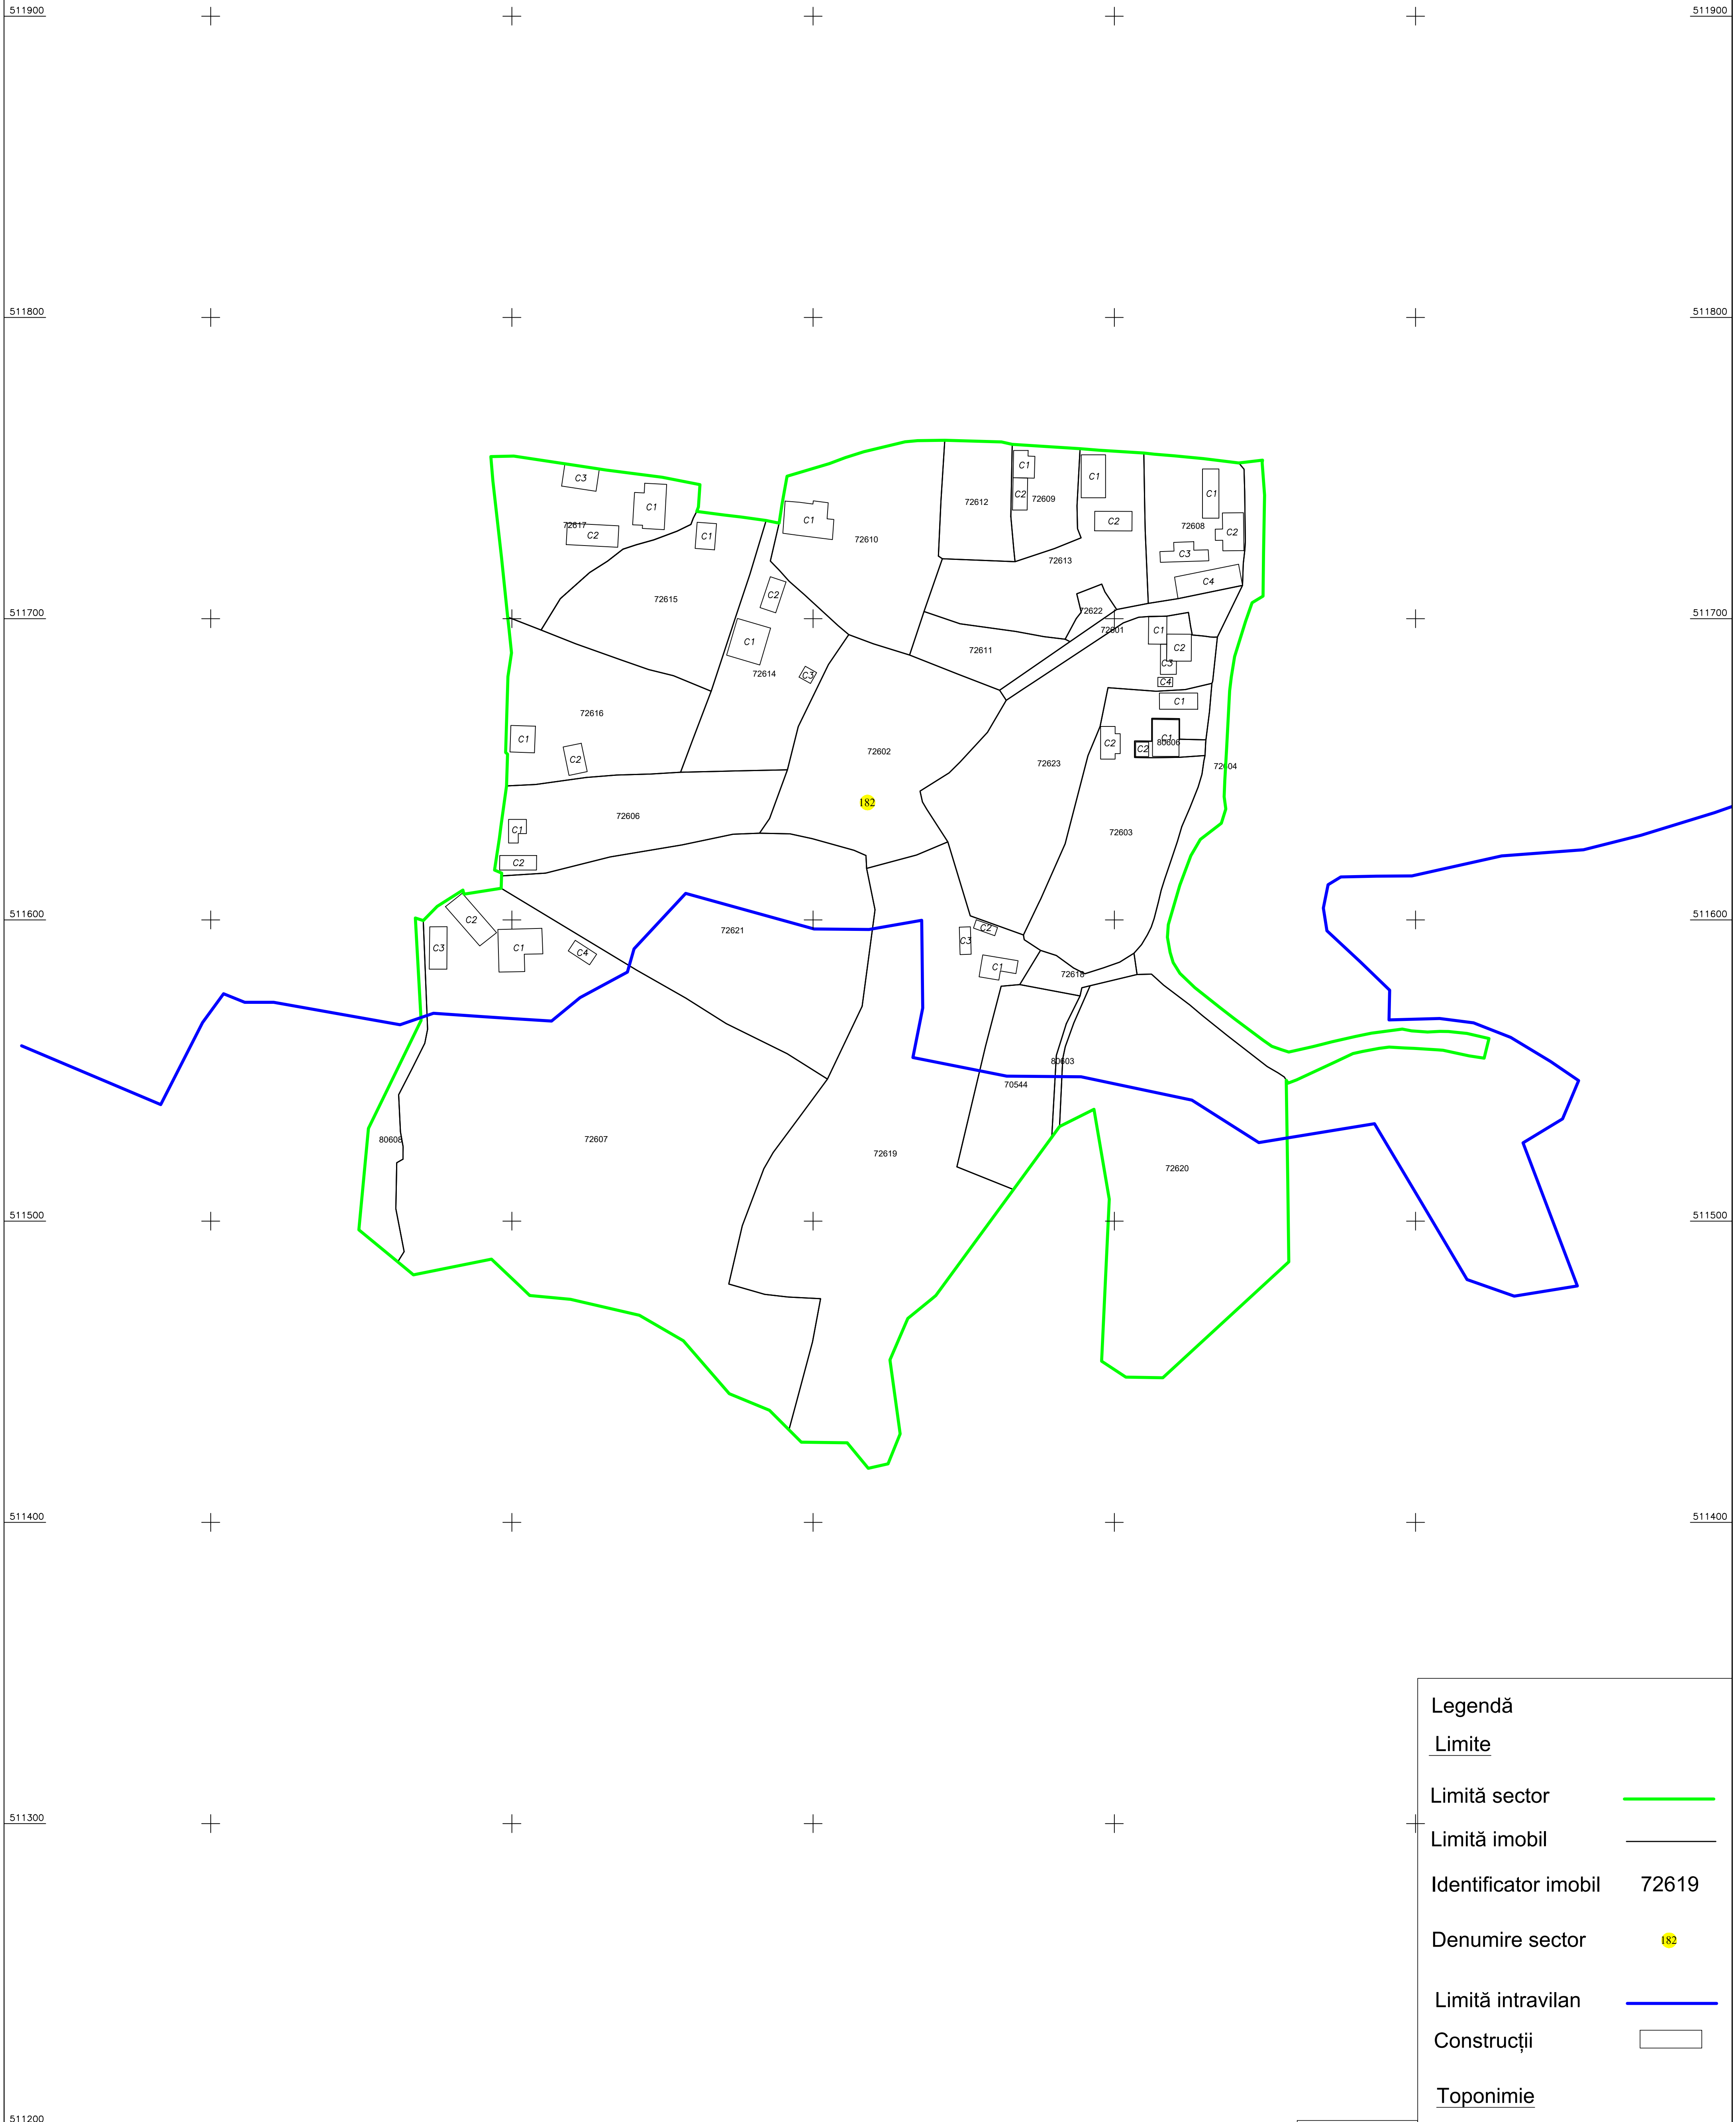 511900 511900
511800 511800
C3
C1
72617
C2
C1
C1
72610
72612
C1
C2
72609
C1
C2
C1
72608
C2
C3
C4
72613
72615
C2
C1
72614
C3
72622
72601
C1
C2
C3
C4
511700 511700
72611
72616
C1
C2
72602
72623
C1
C2
C1
C2
80606
72604
182
72606
C1
C2
72603
511600 511600
C2
C3
C1
C4
72621
C2
C3
C1
72618
80603
70544
80608
72607
72619
72620
511500 511500
511400 511400
511300 511300
511200
Legendă
Limite
Limită sector
Limită imobil
Identificator imobil 72619
Denumire sector 182
Limită intravilan
Construcții
Toponimie